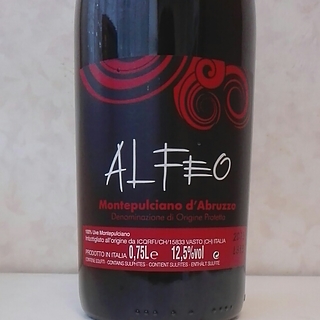 ALFEO
Montepulciano d'Abruzzo
Denominazione di Origine Protetta
100% Uve Montepulciano
Imbottigliato all'origine da ICQRF/CH/15833 VASTO (CH) ITALIA
PRODOTTO IN ITALIA 0,75L e 12,5%vol
CONTIENE SOLFITI - CONTAINS SULPHITES - CONTIENT SULFITES - ENTHÄLT SULFITE